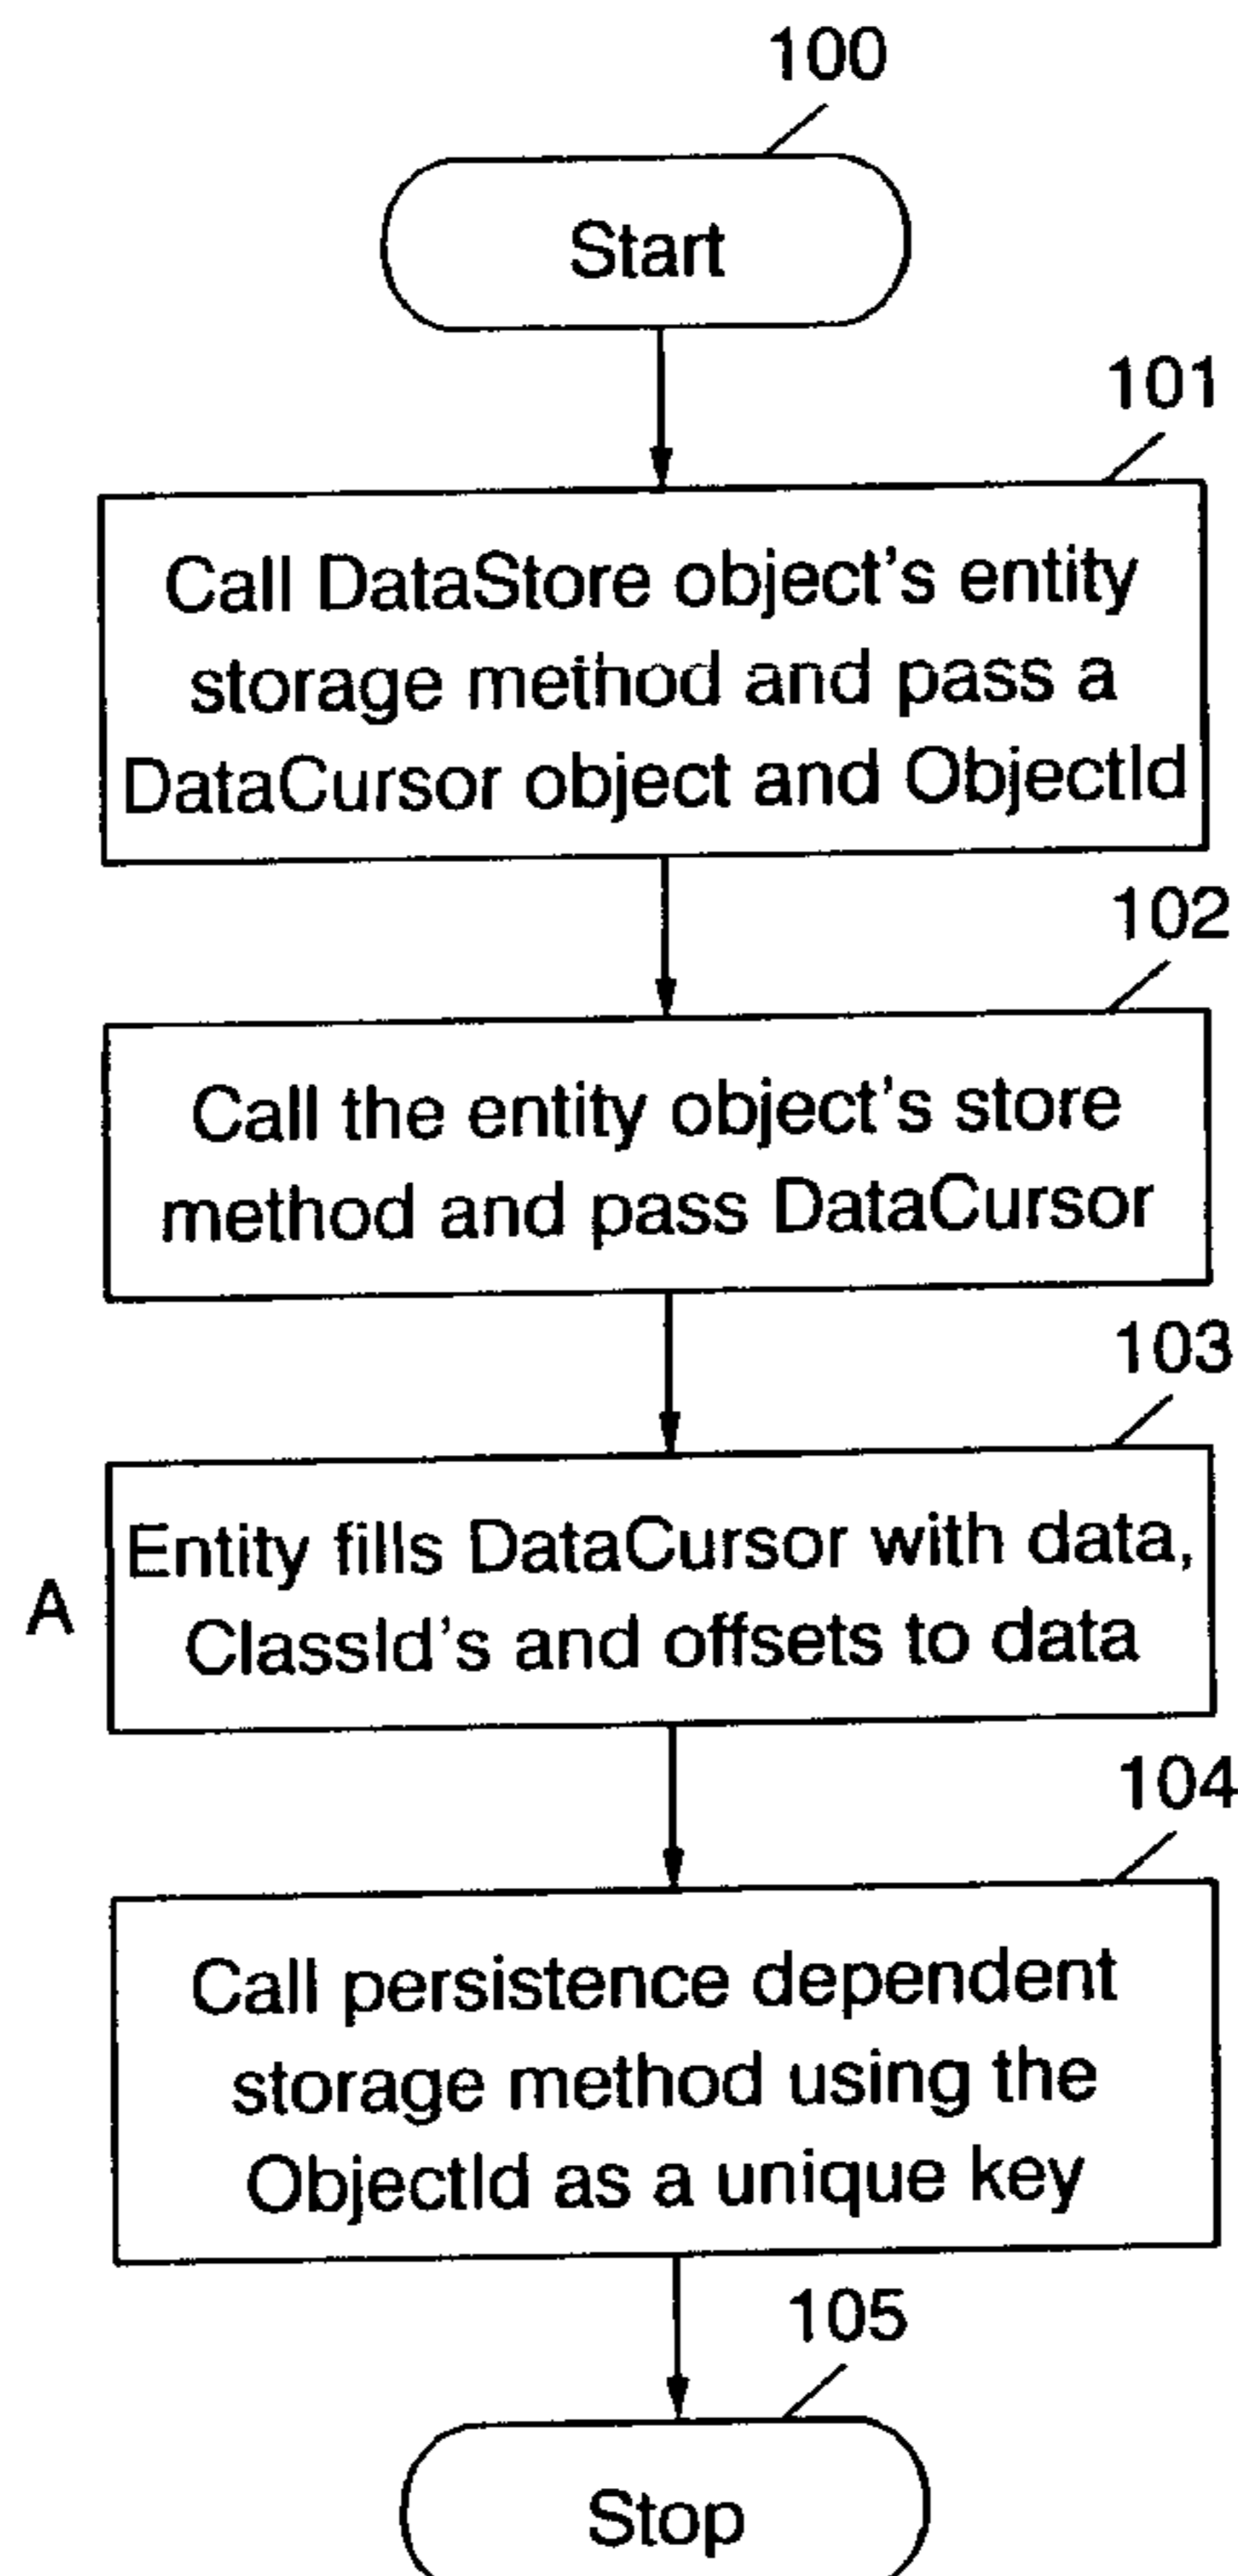 100
Start
101
Call DataStore object's entity
storage method and pass a
DataCursor object and ObjectId
102
Call the entity object's store
method and pass DataCursor
103
Entity fills DataCursor with data,
A
ClassId's and offsets to data
104
Call persistence dependent
storage method using the
ObjectId as a unique key
105
Stop